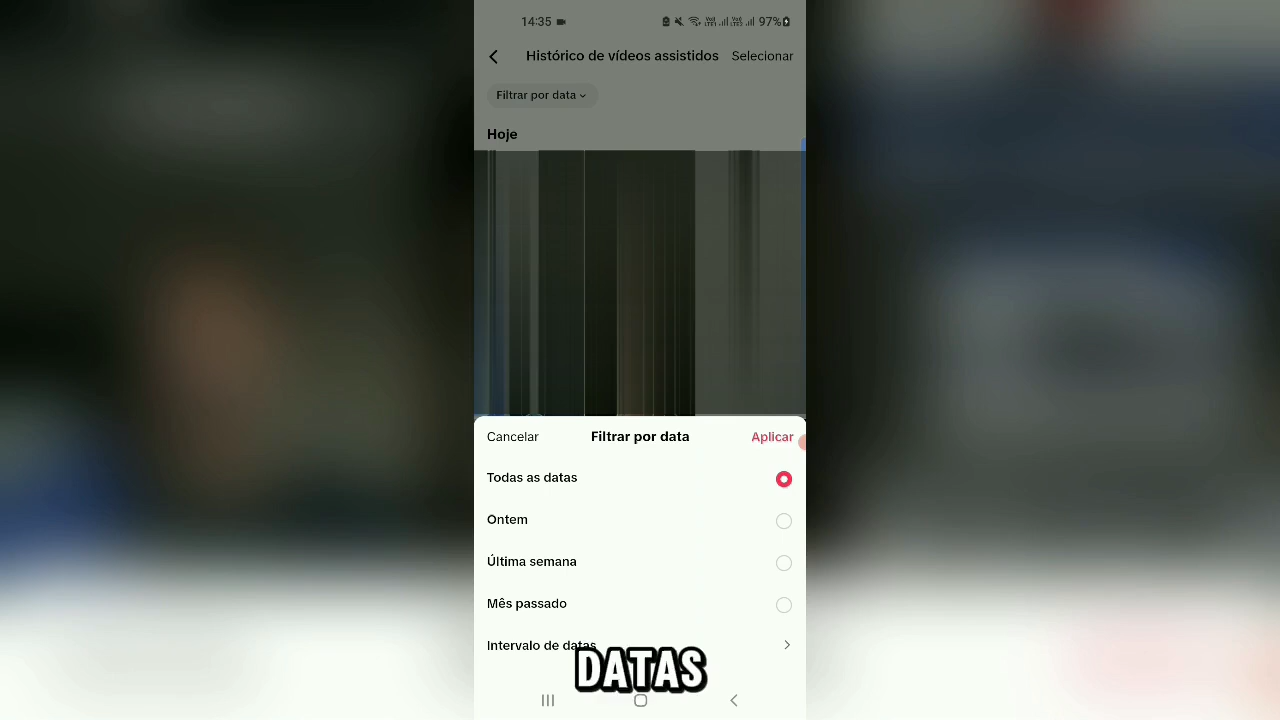 14:35 97%
Histórico de vídeos assistidos Selecionar
Filtrar por data
Hoje
Cancelar Filtrar por data Aplicar
Todas as datas
Ontem
Última semana
Mês passado
Intervalo de datas
DATAS